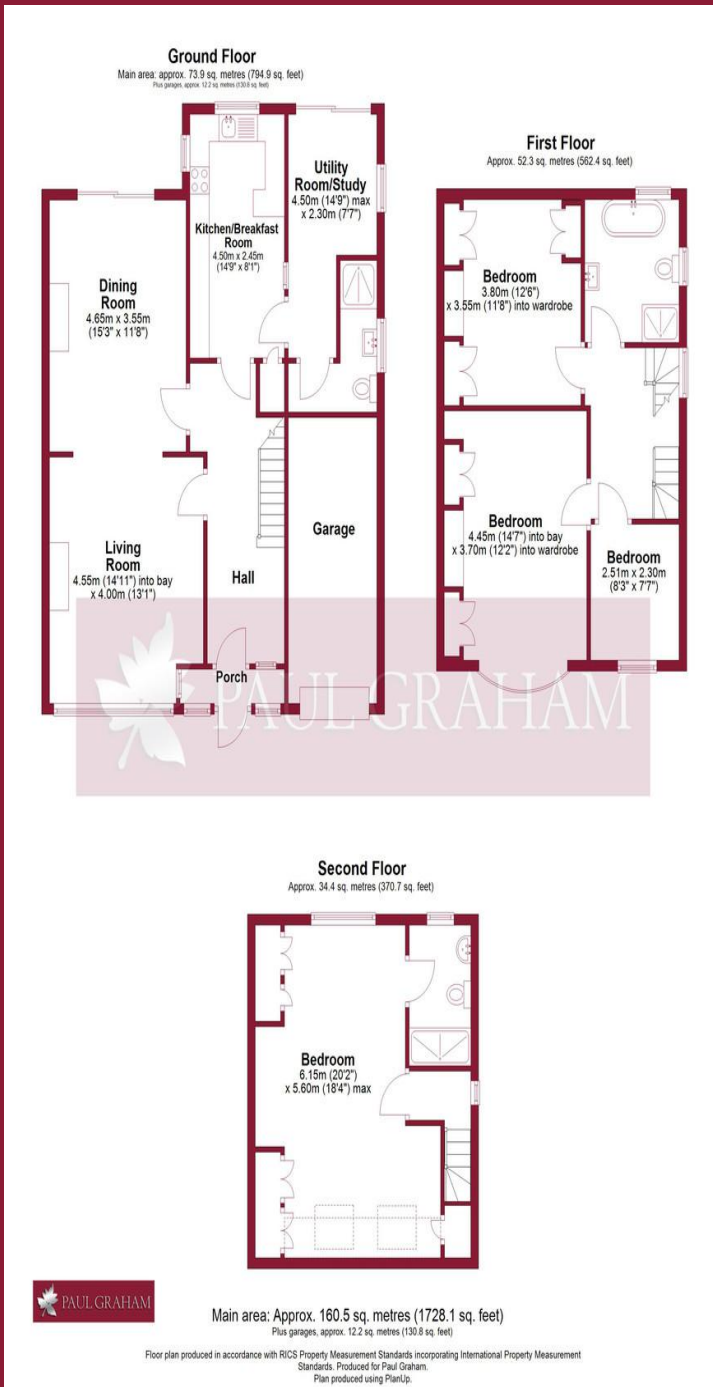 Ground Floor
Main area: approx. 73.9 sq. metres (794.9 sq. feet)
Plus garages, approx. 12.2 sq. metres (130.8 sq. feet)
Utility
Room/Study
4.50m (14'9") max
x 2.30m (7'7")
Kitchen/Breakfast
Room
4.50m x 2.45m
(14'9" x 8'1")
Dining
Room
4.65m x 3.55m
(15'3" x 11'8")
Living
Room
4.55m (14'11") into bay
x 4.00m (13'1")
Hall
Garage
Porch
First Floor
Approx. 52.3 sq. metres (562.4 sq. feet)
Bedroom
3.80m (12'6")
x 3.55m (11'8") into wardrobe
Bedroom
4.45m (14'7") into bay
x 3.70m (12'2") into wardrobe
Bedroom
2.51m x 2.30m
(8'3" x 7'7")
PAUL GRAHAM
Second Floor
Approx. 34.4 sq. metres (370.7 sq. feet)
Bedroom
6.15m (20'2")
x 5.60m (18'4") max
PAUL GRAHAM
Main area: Approx. 160.5 sq. metres (1728.1 sq. feet)
Plus garages, approx. 12.2 sq. metres (130.8 sq. feet)
Floor plan produced in accordance with RICS Property Measurement Standards incorporating International Property Measurement
Standards. Produced for Paul Graham.
Plan produced using PlanUp.